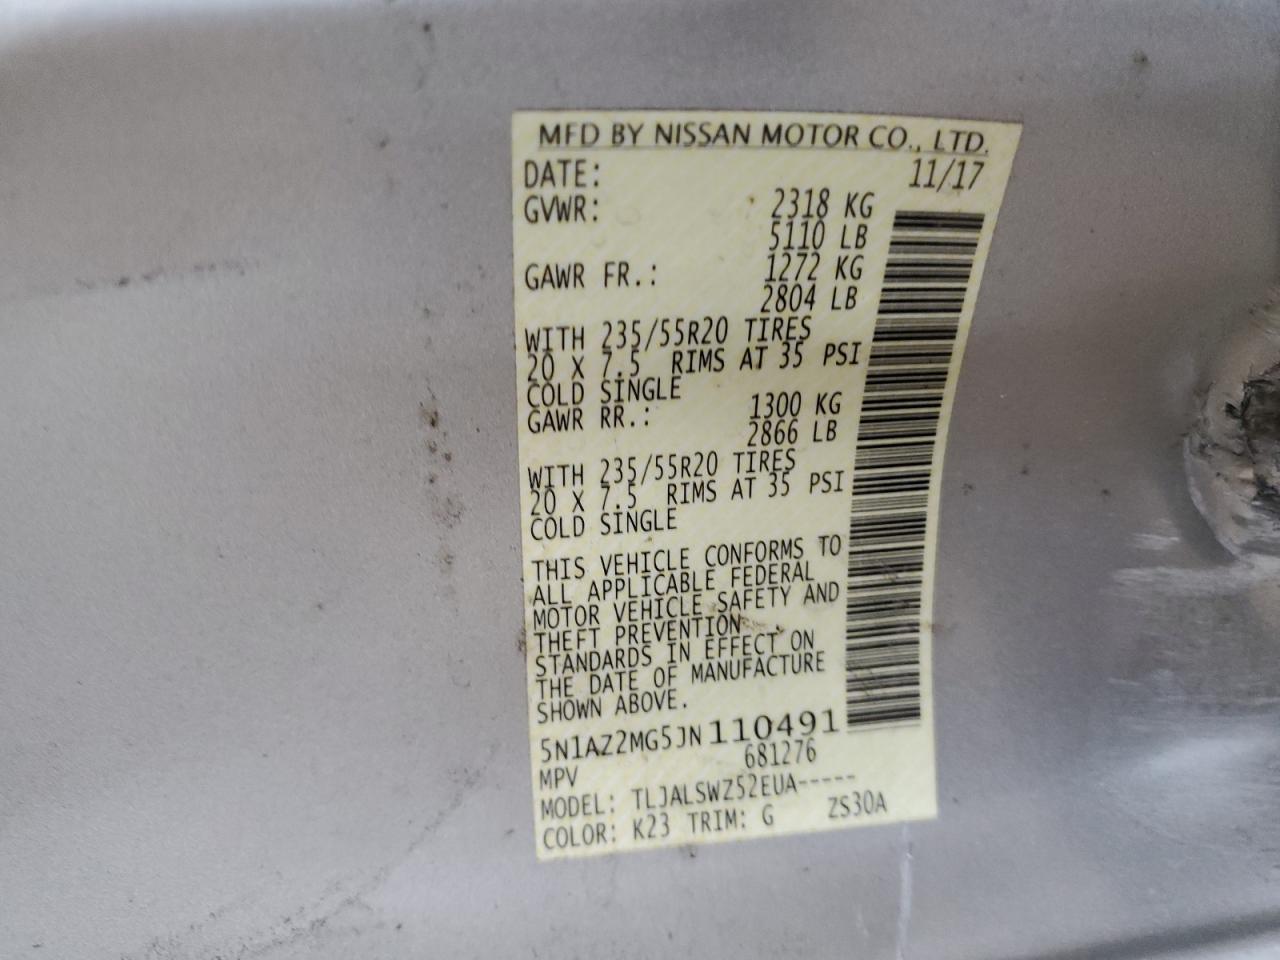 MFD BY NISSAN MOTOR CO., LTD.
DATE: 11/17
GVWR: 2318 KG
5110 LB
GAWR FR.: 1272 KG
2804 LB
WITH 235/55R20 TIRES
20 X 7.5 RIMS AT 35 PSI
COLD SINGLE
GAWR RR.: 1300 KG
2866 LB
WITH 235/55R20 TIRES
20 X 7.5 RIMS AT 35 PSI
COLD SINGLE
THIS VEHICLE CONFORMS TO
ALL APPLICABLE FEDERAL
MOTOR VEHICLE SAFETY AND
THEFT PREVENTION
STANDARDS IN EFFECT ON
THE DATE OF MANUFACTURE
SHOWN ABOVE.
5N1AZ2MG5JN110491
681276
MPV
MODEL: TLJALSWZ52EUA-----
COLOR: K23 TRIM: G ZS30A